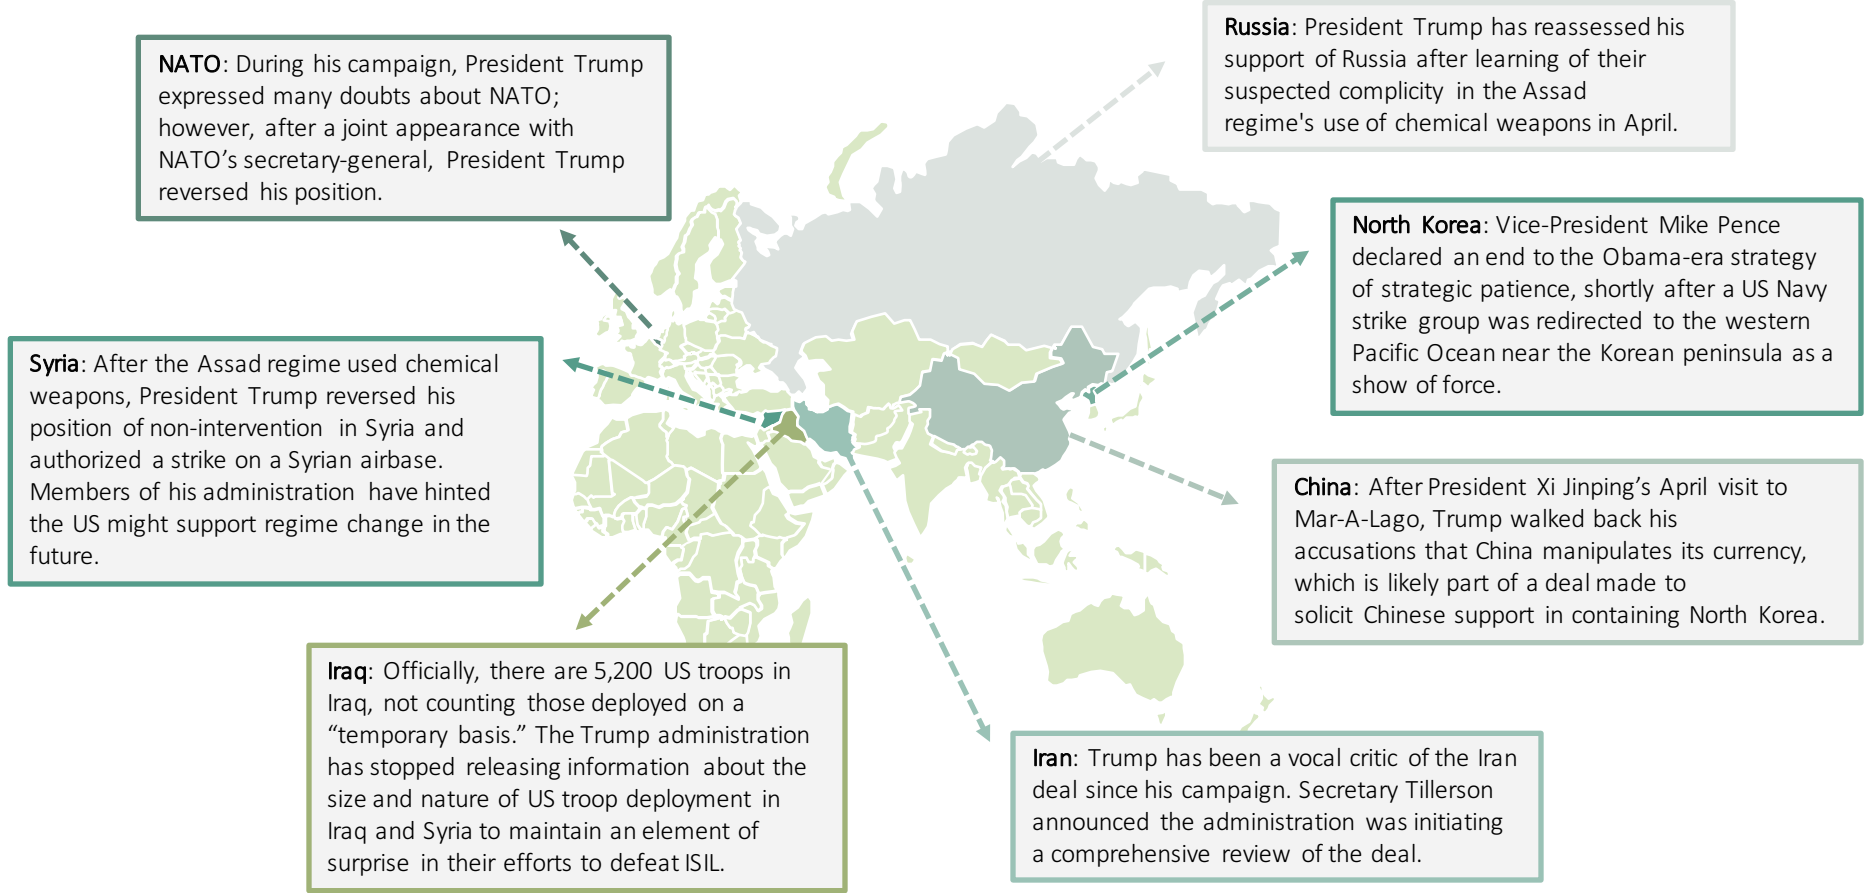 NATO: During his campaign, President Trump
expressed many doubts about NATO;
however, after a joint appearance with
NATO’s secretary-general, President Trump
reversed his position.
Russia: President Trump has reassessed his
support of Russia after learning of their
suspected complicity in the Assad
regime's use of chemical weapons in April.
North Korea: Vice-President Mike Pence
declared an end to the Obama-era strategy
of strategic patience, shortly after a US Navy
strike group was redirected to the western
Pacific Ocean near the Korean peninsula as a
show of force.
Syria: After the Assad regime used chemical
weapons, President Trump reversed his
position of non-intervention in Syria and
authorized a strike on a Syrian airbase.
Members of his administration have hinted
the US might support regime change in the
future.
China: After President Xi Jinping’s April visit to
Mar-A-Lago, Trump walked back his
accusations that China manipulates its currency,
which is likely part of a deal made to
solicit Chinese support in containing North Korea.
Iraq: Officially, there are 5,200 US troops in
Iraq, not counting those deployed on a
“temporary basis.” The Trump administration
has stopped releasing information about the
size and nature of US troop deployment in
Iraq and Syria to maintain an element of
surprise in their efforts to defeat ISIL.
Iran: Trump has been a vocal critic of the Iran
deal since his campaign. Secretary Tillerson
announced the administration was initiating
a comprehensive review of the deal.